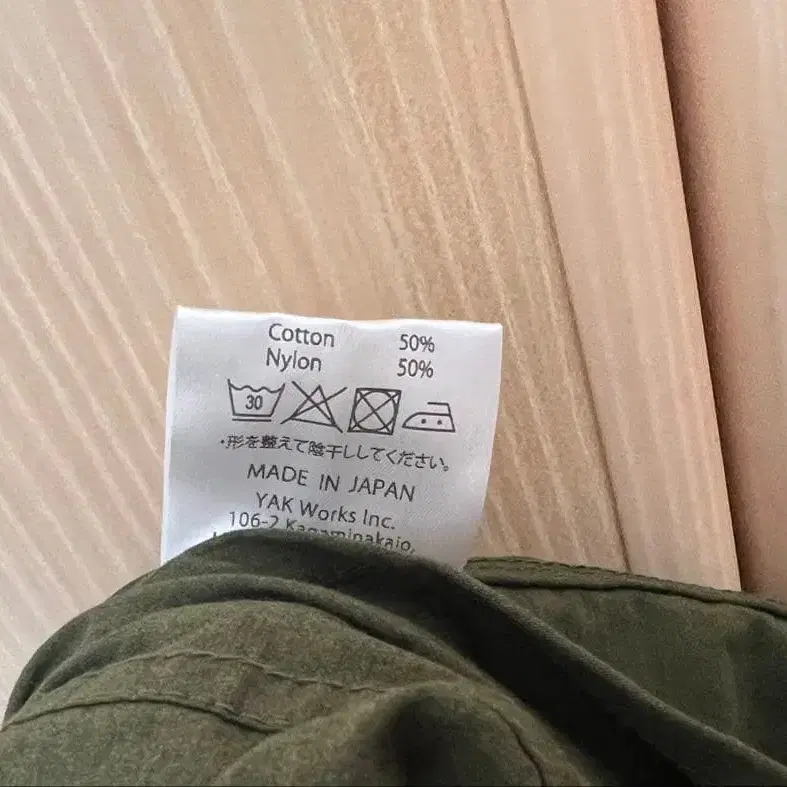 Cotton 50%
Nylon 50%
30
・形を整えて陰干ししてください。
MADE IN JAPAN
YAK Works Inc.
106-2 Kagaminakajo,